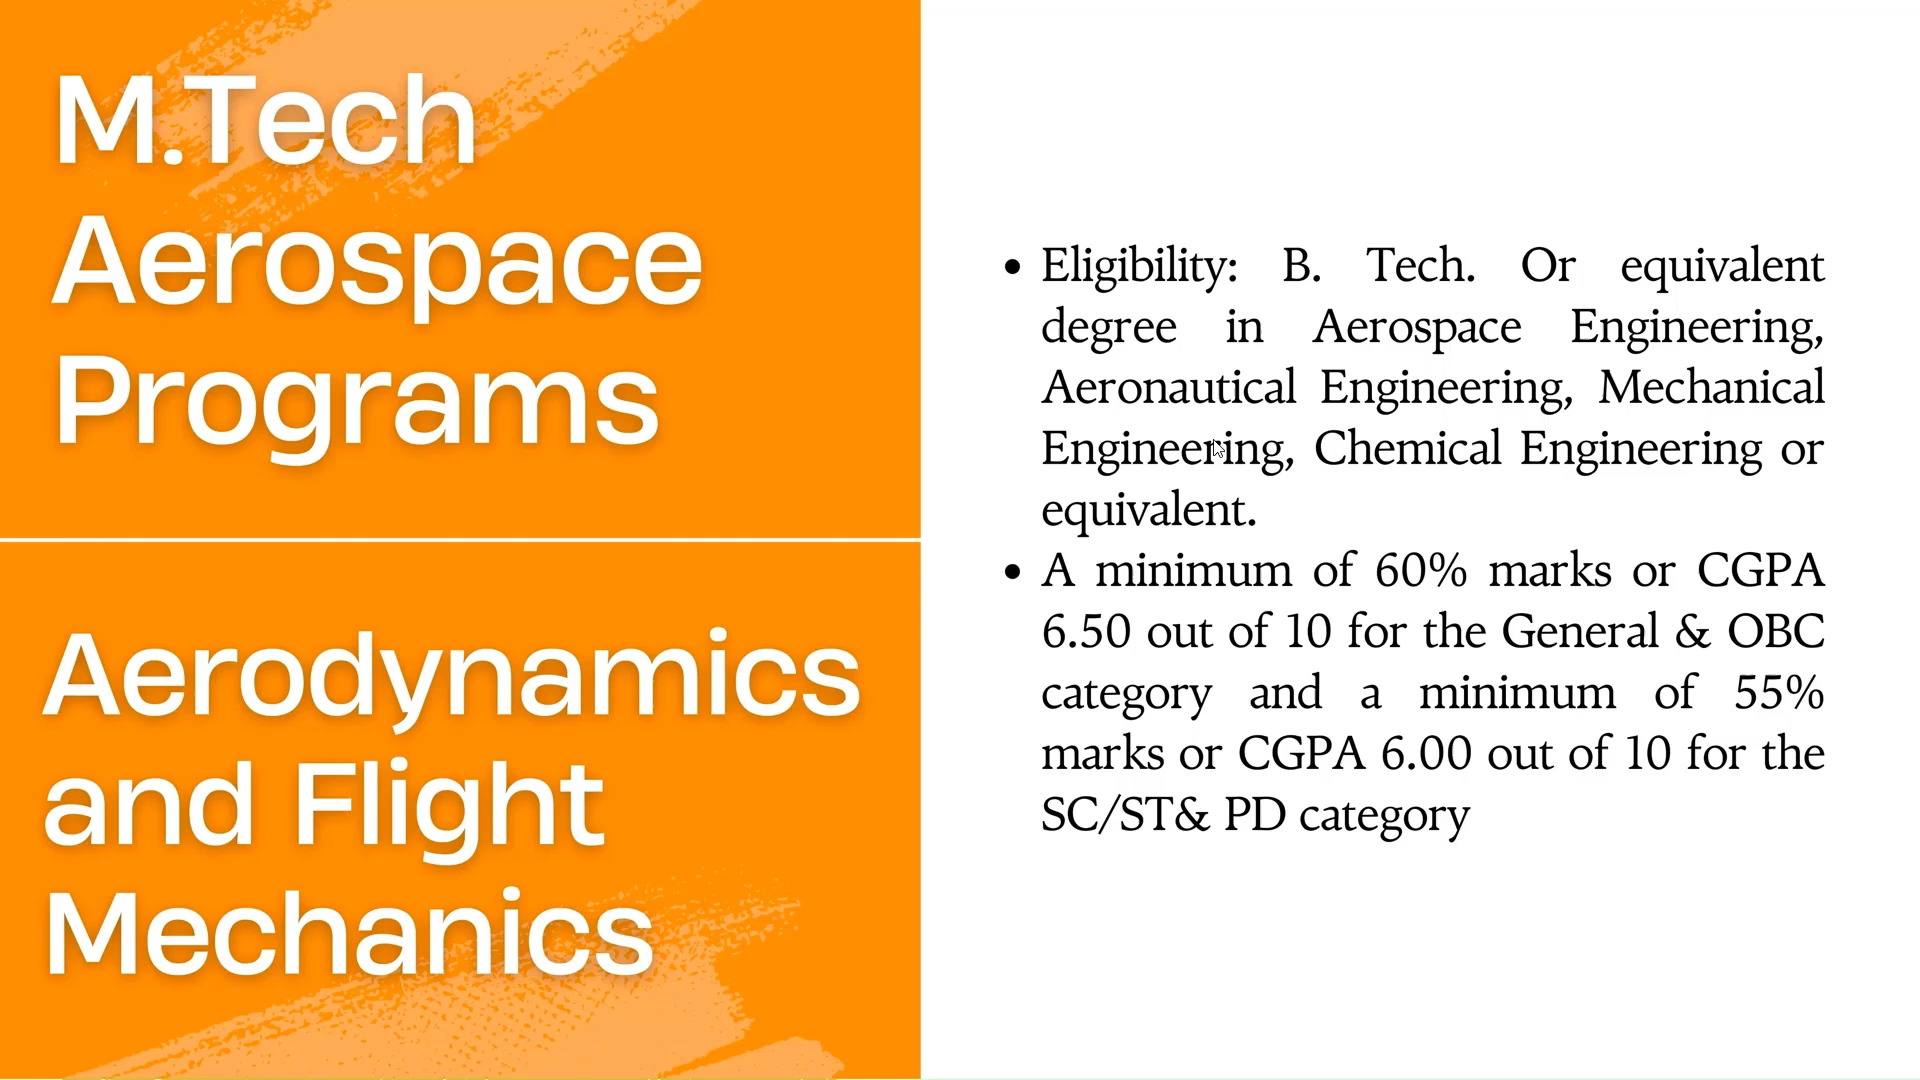 M.Tech
Aerospace
Programs
Aerodynamics
and Flight
Mechanics
• Eligibility: B. Tech. Or equivalent
degree in Aerospace Engineering,
Aeronautical Engineering, Mechanical
Engineering, Chemical Engineering or
equivalent.
• A minimum of 60% marks or CGPA
6.50 out of 10 for the General & OBC
category and a minimum of 55%
marks or CGPA 6.00 out of 10 for the
SC/ST& PD category